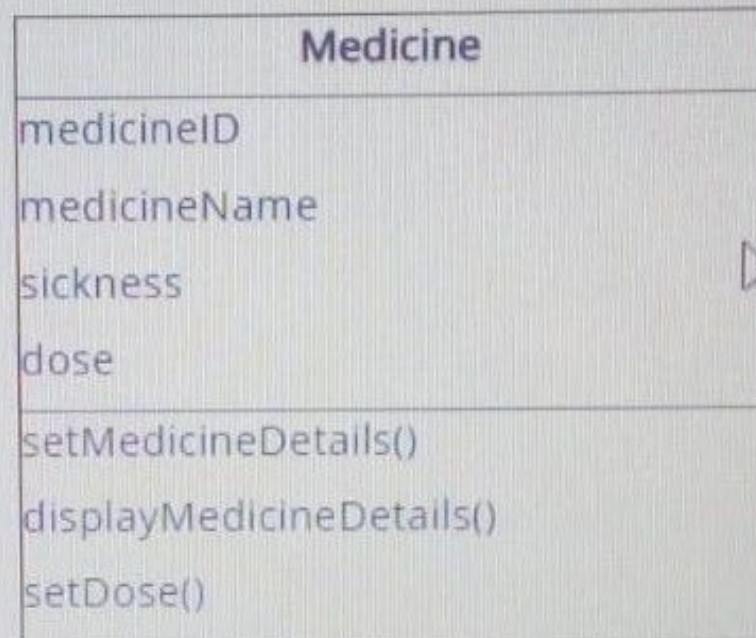 Medicine
medicineID
medicineName
sickness
dose
setMedicineDetails()
displayMedicineDetails()
setDose()